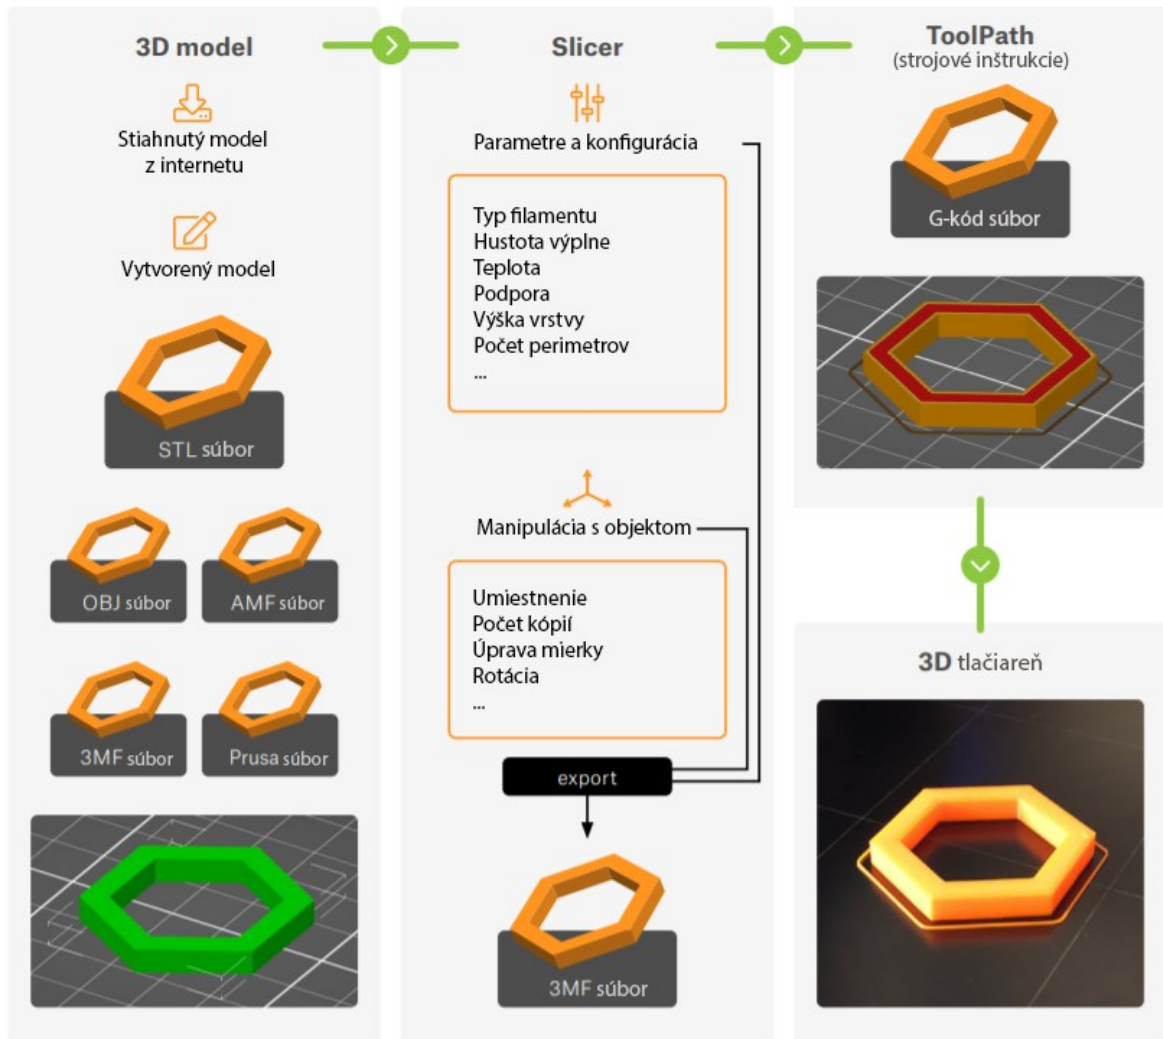 3D model
Stiahnutý model
z internetu
Vytvorený model
STL súbor
OBJ súbor
AMF súbor
3MF súbor
Prusa súbor
Slicer
Parametre a konfigurácia
Typ filamentu
Hustota výplne
Teplota
Podpora
Výška vrstvy
Počet perimetrov
...
Manipulácia s objektom
Umiestnenie
Počet kópií
Úprava mierky
Rotácia
...
export
3MF súbor
ToolPath
(strojové inštrukcie)
G-kód súbor
3D tlačiareň